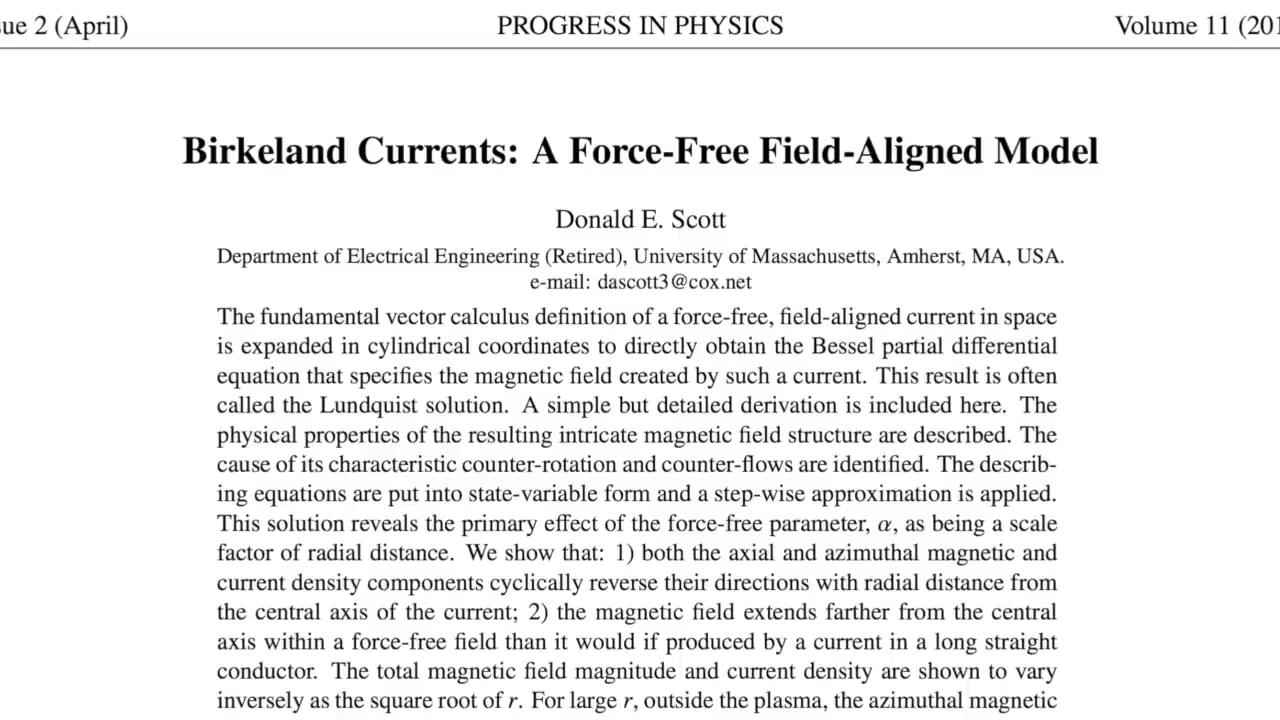 ue 2 (April) PROGRESS IN PHYSICS Volume 11 (201
Birkeland Currents: A Force-Free Field-Aligned Model
Donald E. Scott
Department of Electrical Engineering (Retired), University of Massachusetts, Amherst, MA, USA.
e-mail: dascott3@cox.net
The fundamental vector calculus definition of a force-free, field-aligned current in space
is expanded in cylindrical coordinates to directly obtain the Bessel partial differential
equation that specifies the magnetic field created by such a current. This result is often
called the Lundquist solution. A simple but detailed derivation is included here. The
physical properties of the resulting intricate magnetic field structure are described. The
cause of its characteristic counter-rotation and counter-flows are identified. The describ-
ing equations are put into state-variable form and a step-wise approximation is applied.
This solution reveals the primary effect of the force-free parameter, α, as being a scale
factor of radial distance. We show that: 1) both the axial and azimuthal magnetic and
current density components cyclically reverse their directions with radial distance from
the central axis of the current; 2) the magnetic field extends farther from the central
axis within a force-free field than it would if produced by a current in a long straight
conductor. The total magnetic field magnitude and current density are shown to vary
inversely as the square root of r. For large r, outside the plasma, the azimuthal magnetic